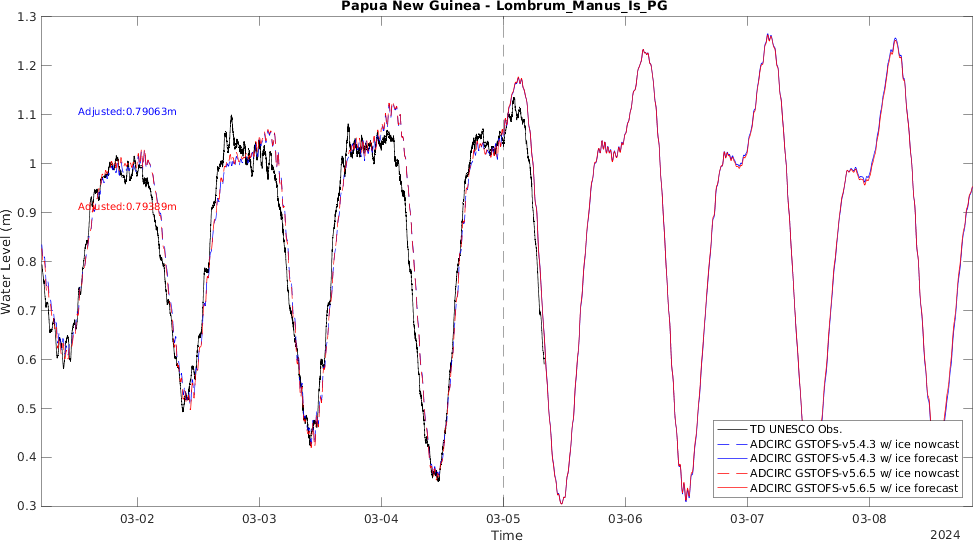 Papua New Guinea - Lombrum_Manus_Is_PG
1.3
1.2
1.1
1
0.9
0.8
0.7
0.6
0.5
0.4
0.3
Water Level (m)
Adjusted:0.79063m
Adjusted:0.79389m
TD UNESCO Obs.
ADCIRC GSTOFS-v5.4.3 w/ ice nowcast
ADCIRC GSTOFS-v5.4.3 w/ ice forecast
ADCIRC GSTOFS-v5.6.5 w/ ice nowcast
ADCIRC GSTOFS-v5.6.5 w/ ice forecast
03-02 03-03 03-04 03-05 03-06 03-07 03-08
Time
2024